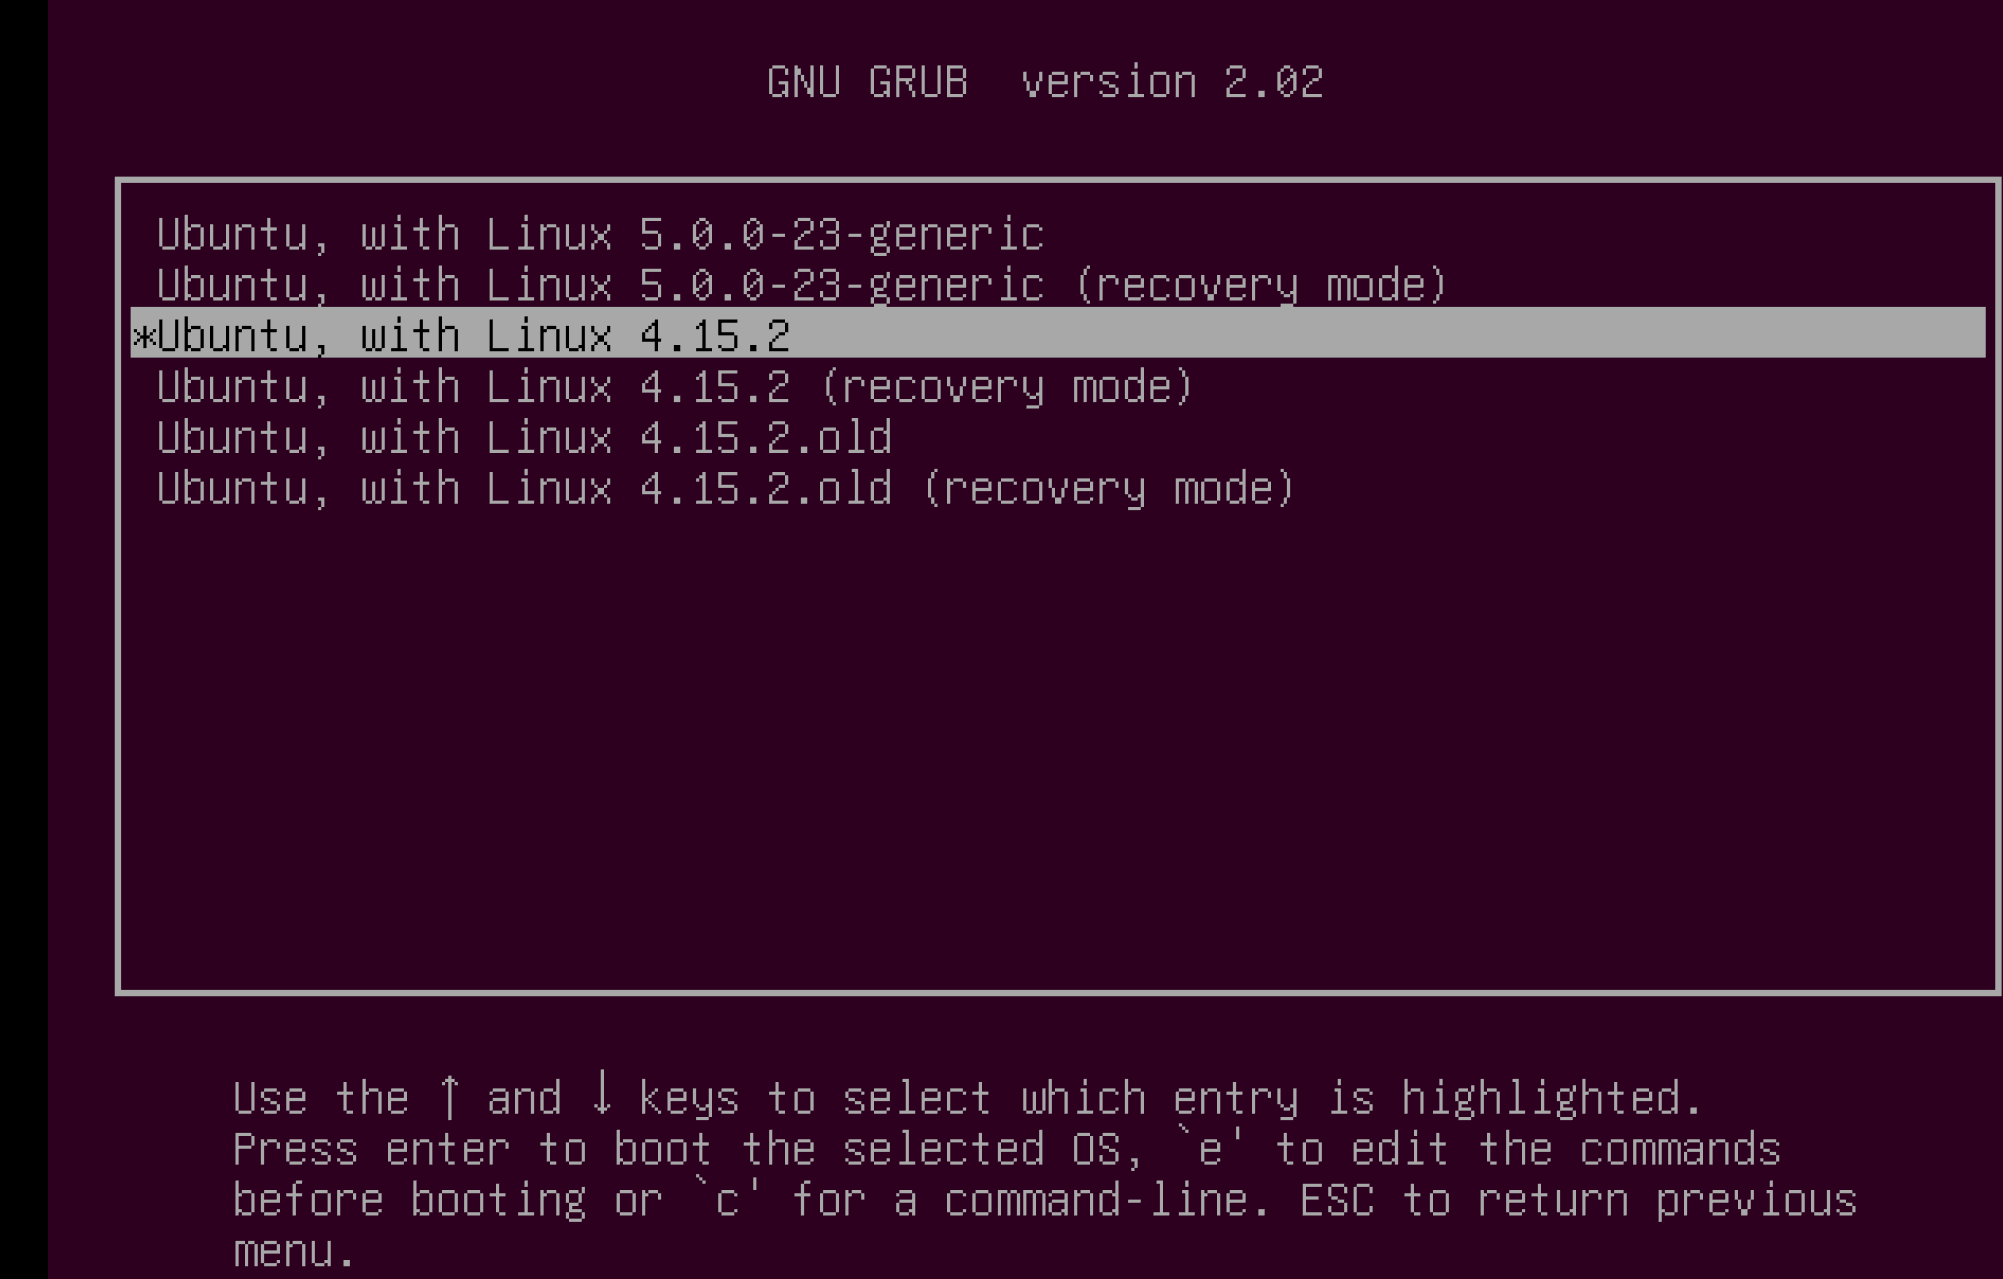 GNU GRUB  version 2.02
Ubuntu, with Linux 5.0.0-23-generic
Ubuntu, with Linux 5.0.0-23-generic (recovery mode)
*Ubuntu, with Linux 4.15.2
Ubuntu, with Linux 4.15.2 (recovery mode)
Ubuntu, with Linux 4.15.2.old
Ubuntu, with Linux 4.15.2.old (recovery mode)
Use the ↑ and ↓ keys to select which entry is highlighted.
Press enter to boot the selected OS, `e' to edit the commands
before booting or `c' for a command-line. ESC to return previous
menu.